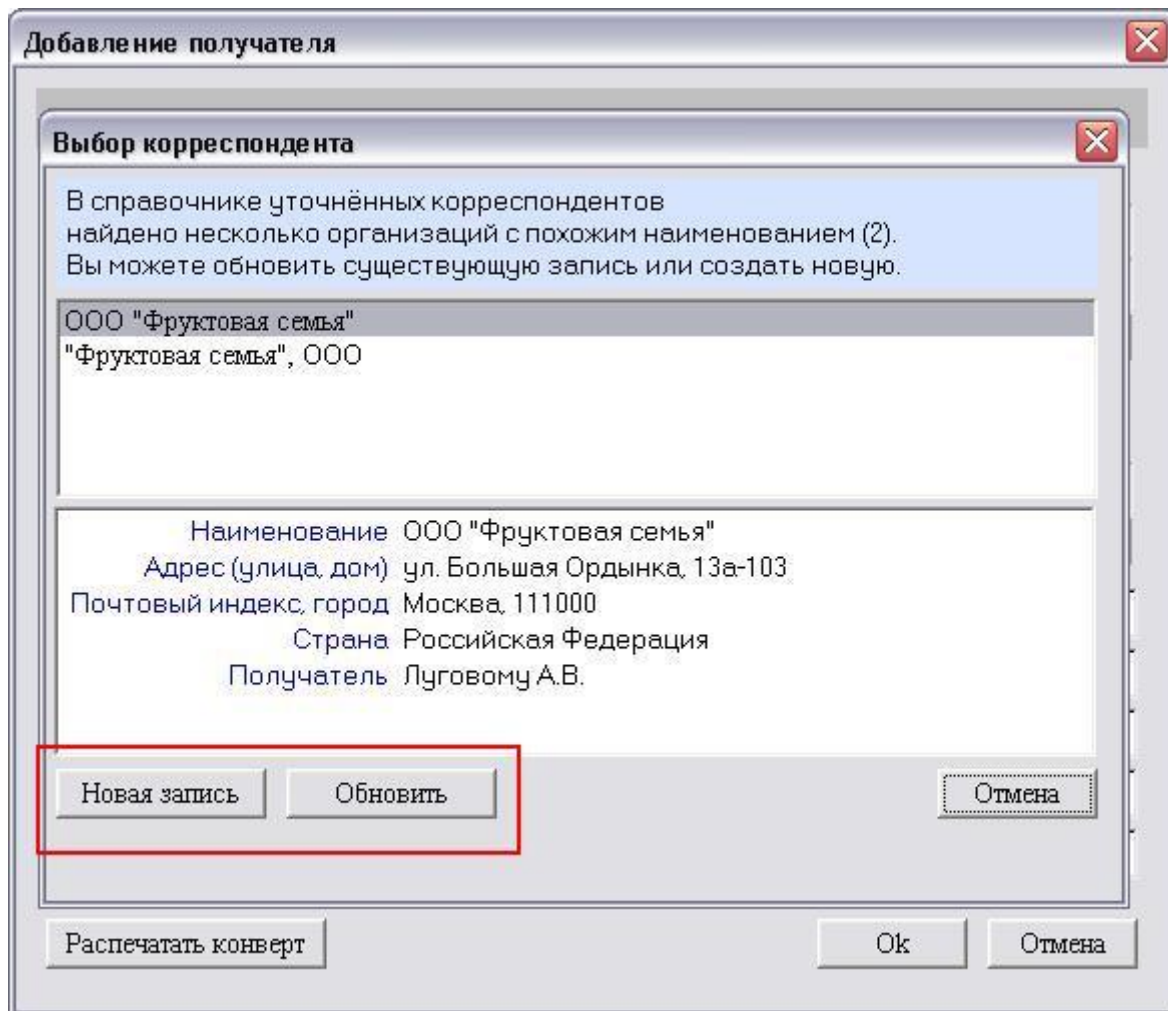 Добавление получателя
Выбор корреспондента
В справочнике уточнённых корреспондентов
найдено несколько организаций с похожим наименованием (2).
Вы можете обновить существующую запись или создать новую.
ООО "Фруктовая семья"
"Фруктовая семья", ООО
Наименование ООО "Фруктовая семья"
Адрес (улица, дом) ул. Большая Ордынка, 13а-103
Почтовый индекс, город Москва, 111000
Страна Российская Федерация
Получатель Луговому А.В.
Новая запись Обновить Отмена
Распечатать конверт Ok Отмена